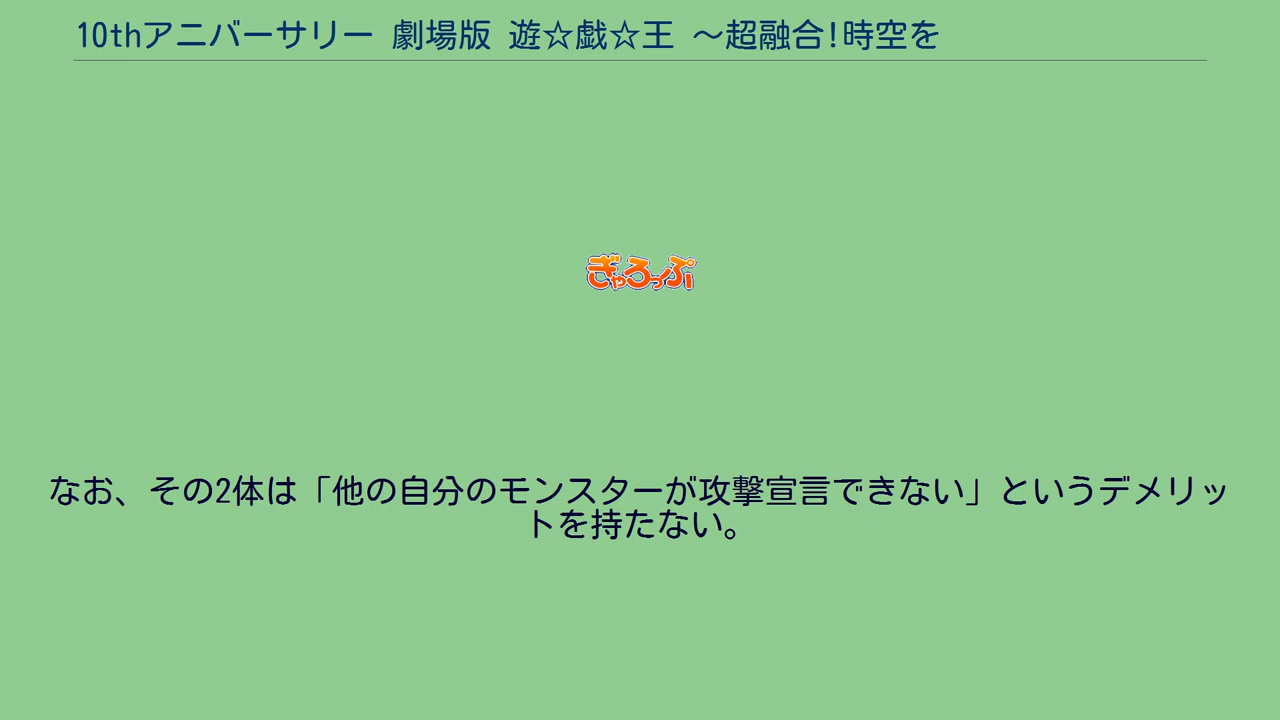 10thアニバーサリー 劇場版 遊☆戯☆王 ～超融合!時空を
ぎゃろっぷ
なお、その2体は「他の自分のモンスターが攻撃宣言できない」というデメリッ
トを持たない。